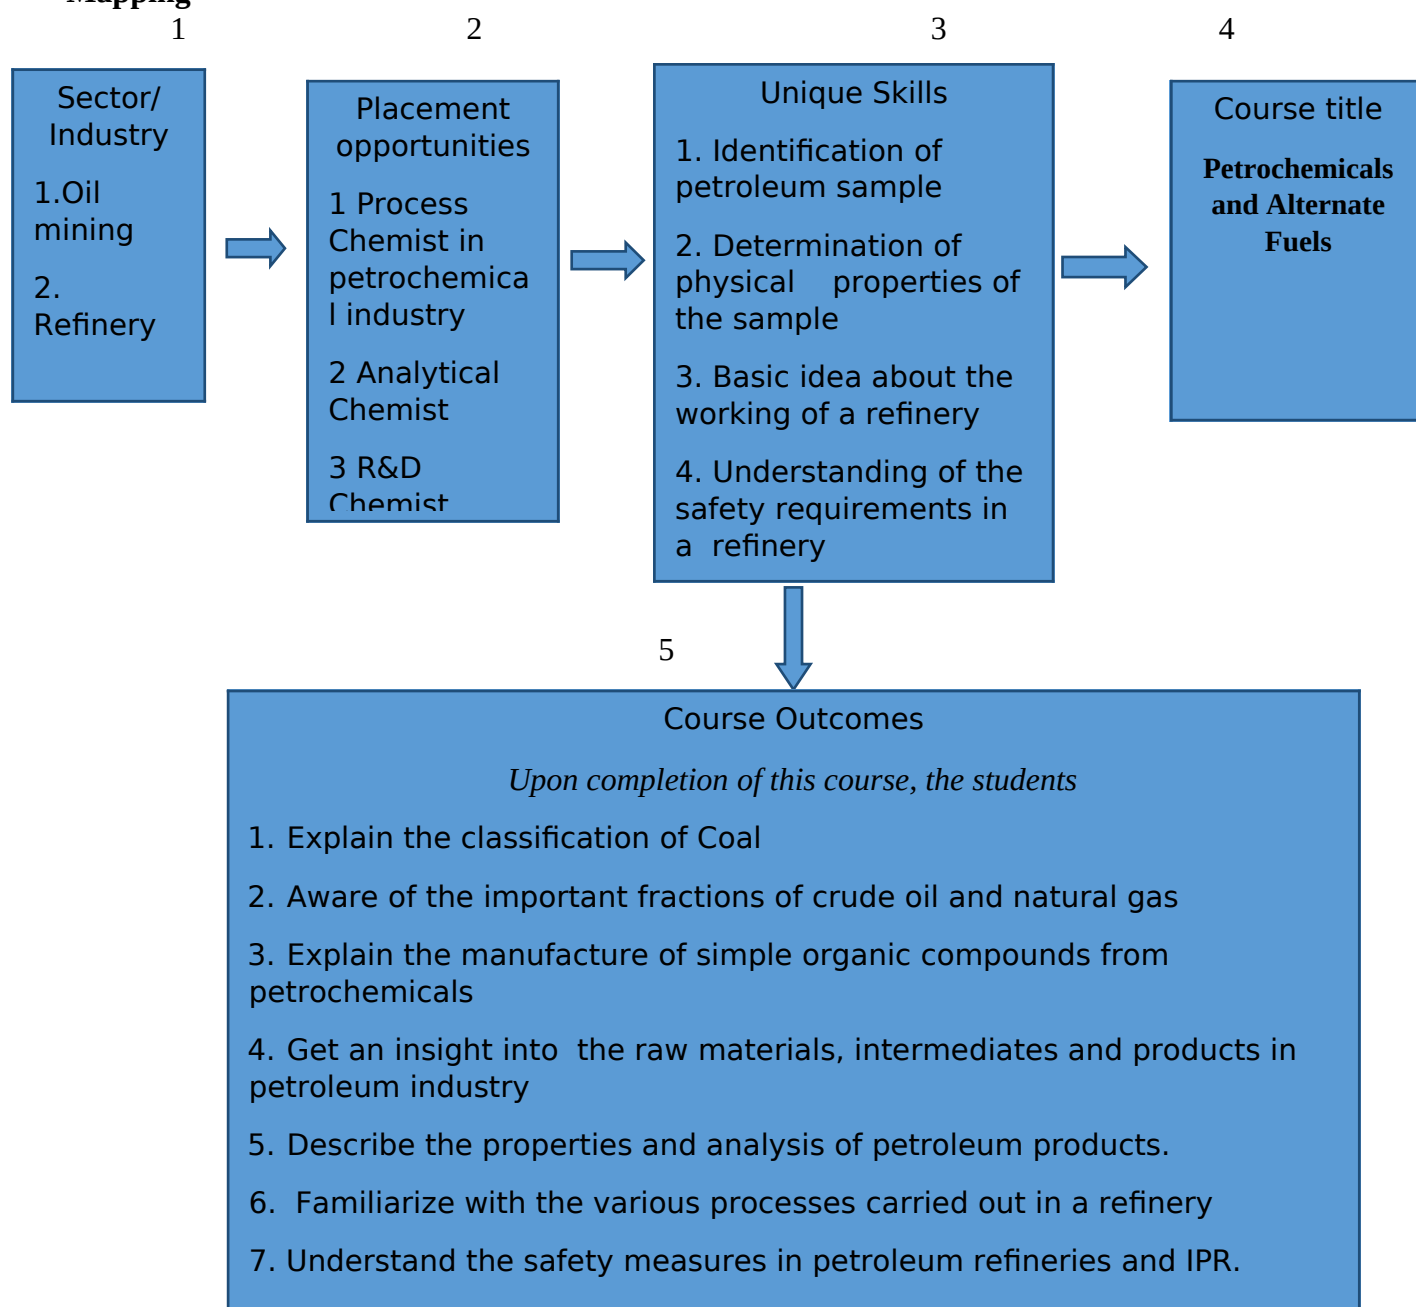 Mapping
1
2
3
4
Sector/
Industry
1.Oil
mining
2.
Refinery
Placement
opportunities
1 Process
Chemist in
petrochemica
l industry
2 Analytical
Chemist
3 R&D
Chemist
Unique Skills
1. Identification of
petroleum sample
2. Determination of
physical properties of
the sample
3. Basic idea about the
working of a refinery
4. Understanding of the
safety requirements in
a refinery
Course title
Petrochemicals
and Alternate
Fuels
5
Course Outcomes
Upon completion of this course, the students
1. Explain the classification of Coal
2. Aware of the important fractions of crude oil and natural gas
3. Explain the manufacture of simple organic compounds from
petrochemicals
4. Get an insight into the raw materials, intermediates and products in
petroleum industry
5. Describe the properties and analysis of petroleum products.
6. Familiarize with the various processes carried out in a refinery
7. Understand the safety measures in petroleum refineries and IPR.